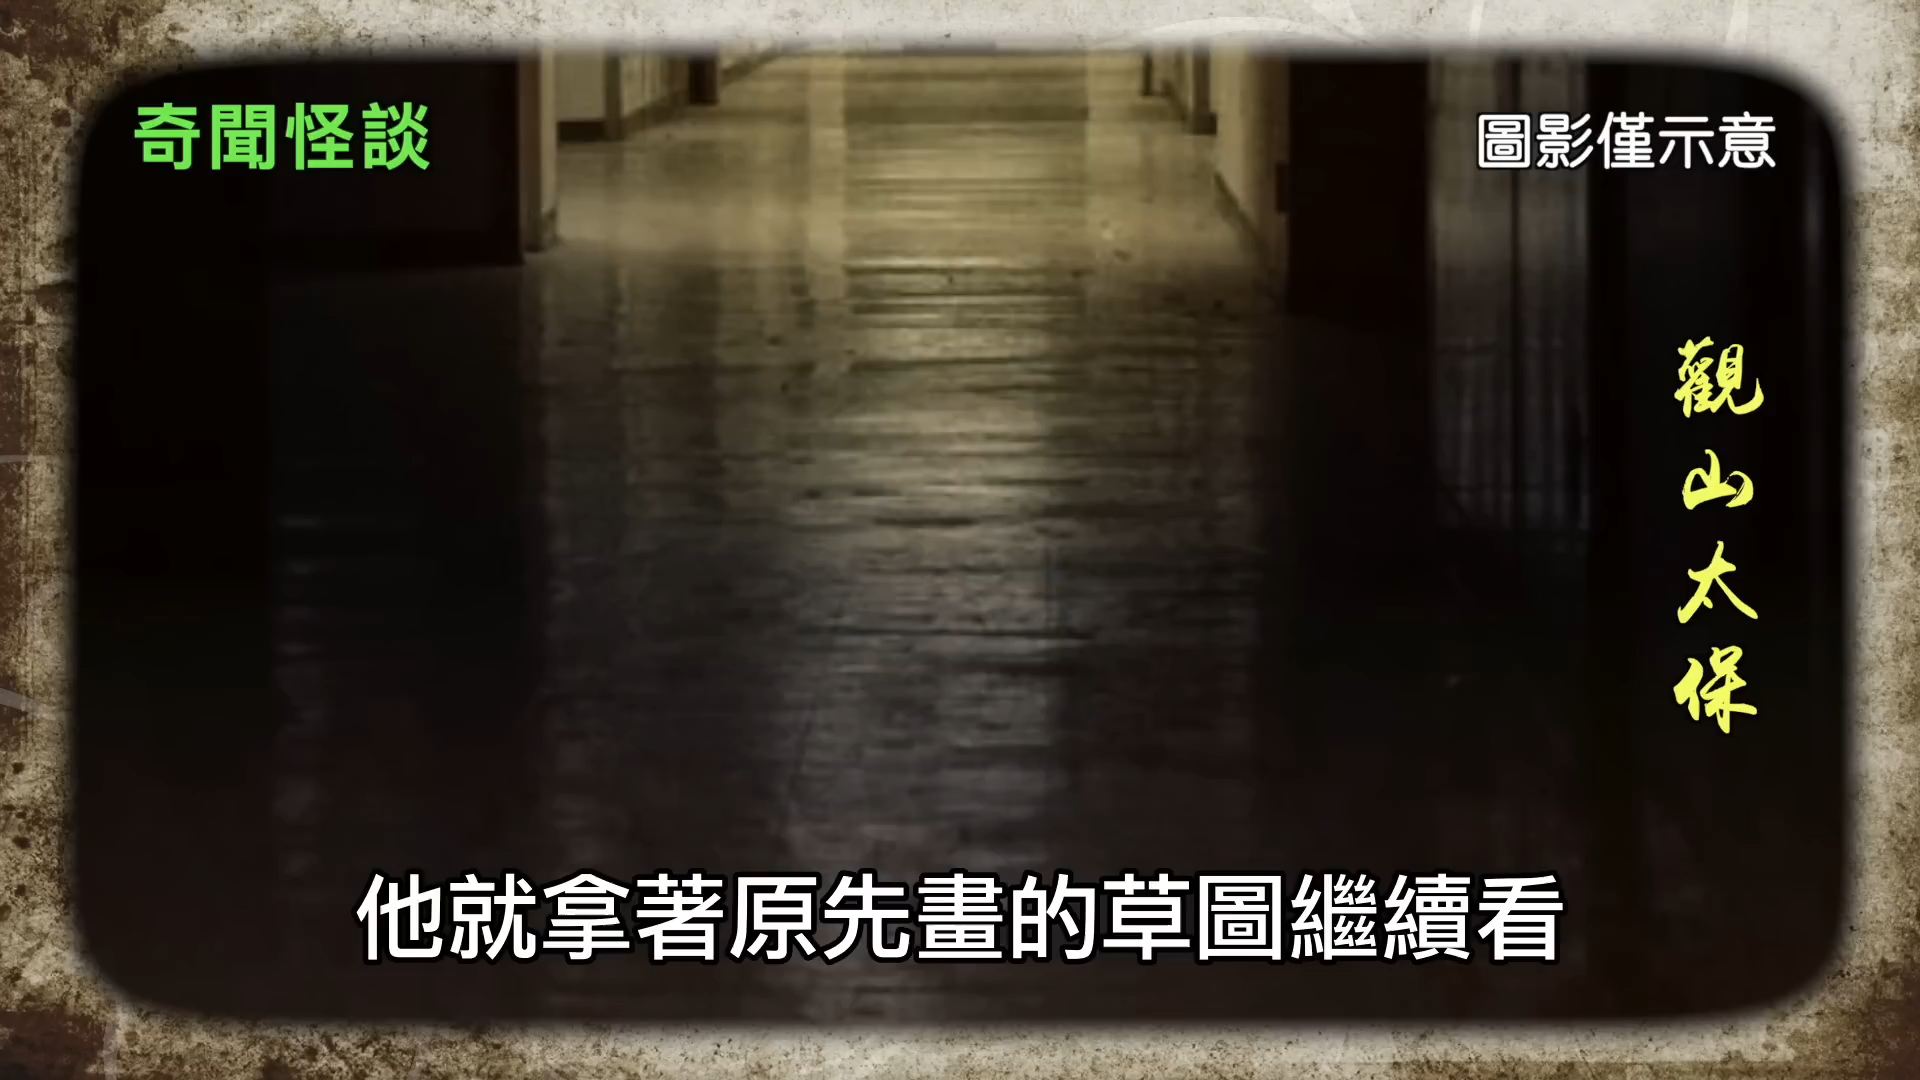 奇聞怪談
圖影僅示意
觀山太保
他就拿著原先畫的草圖繼續看